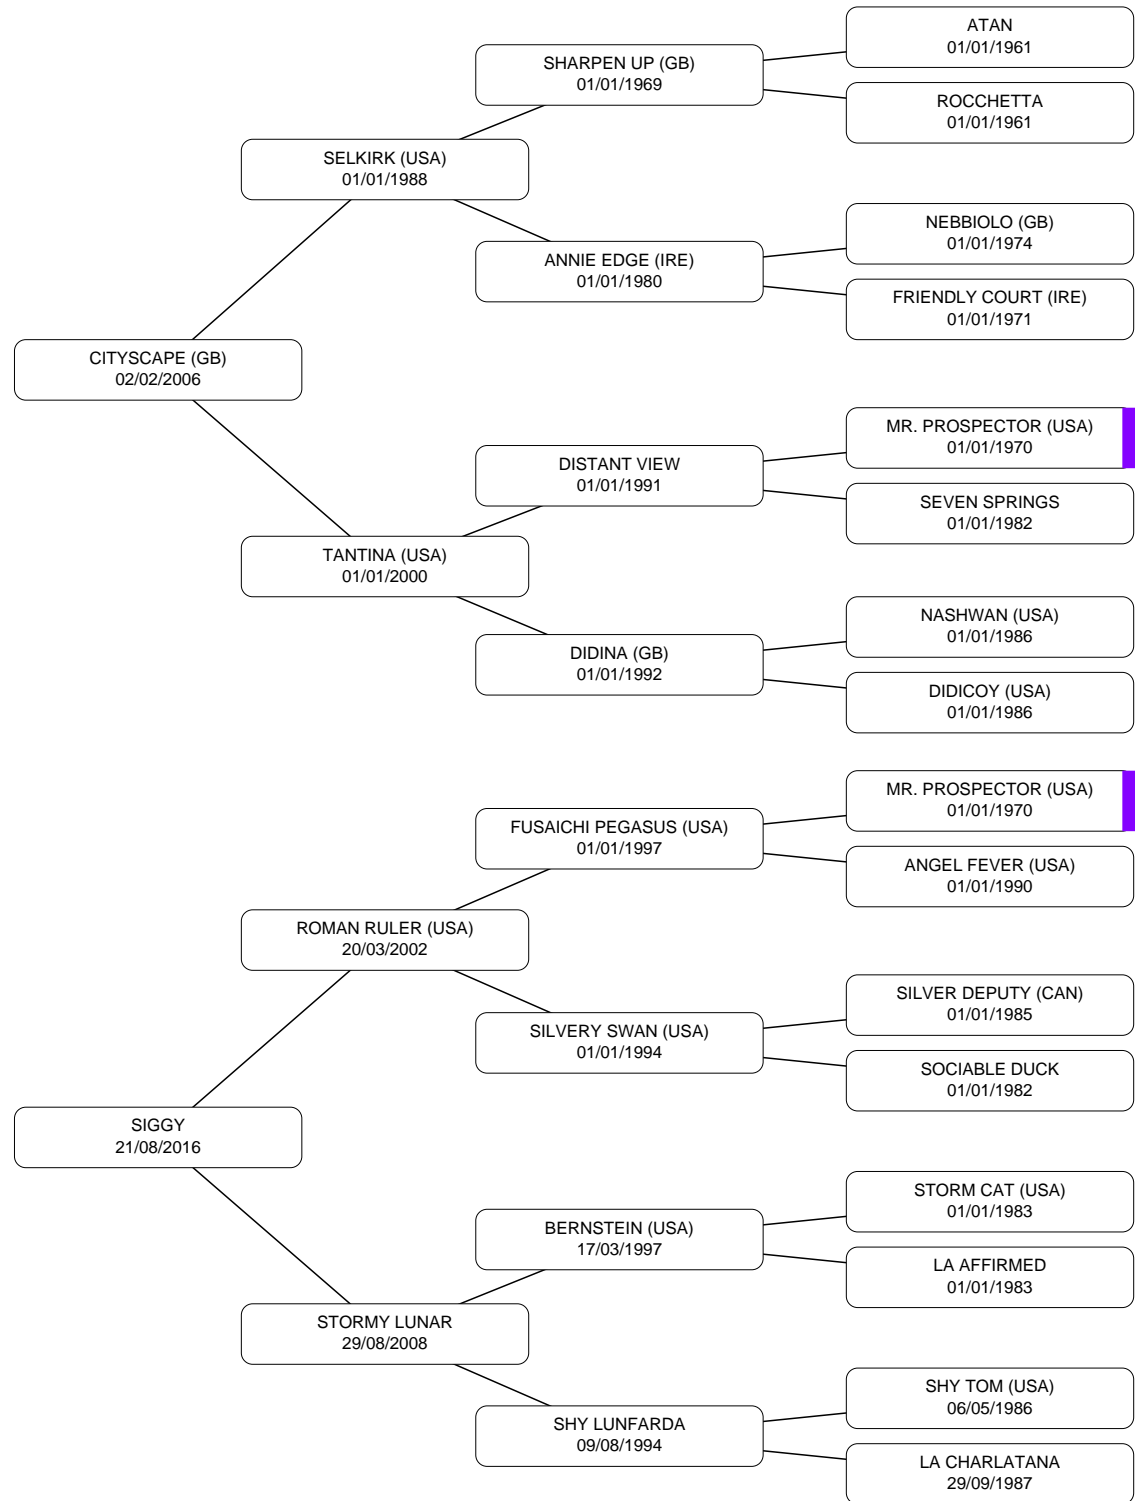 ATAN
01/01/1961
SHARPEN UP (GB)
01/01/1969
ROCCHETTA
01/01/1961
SELKIRK (USA)
01/01/1988
NEBBIOLO (GB)
01/01/1974
ANNIE EDGE (IRE)
01/01/1980
FRIENDLY COURT (IRE)
01/01/1971
CITYSCAPE (GB)
02/02/2006
MR. PROSPECTOR (USA)
01/01/1970
DISTANT VIEW
01/01/1991
SEVEN SPRINGS
01/01/1982
TANTINA (USA)
01/01/2000
NASHWAN (USA)
01/01/1986
DIDINA (GB)
01/01/1992
DIDICOY (USA)
01/01/1986
MR. PROSPECTOR (USA)
01/01/1970
FUSAICHI PEGASUS (USA)
01/01/1997
ANGEL FEVER (USA)
01/01/1990
ROMAN RULER (USA)
20/03/2002
SILVER DEPUTY (CAN)
01/01/1985
SILVERY SWAN (USA)
01/01/1994
SOCIABLE DUCK
01/01/1982
SIGGY
21/08/2016
STORM CAT (USA)
01/01/1983
BERNSTEIN (USA)
17/03/1997
LA AFFIRMED
01/01/1983
STORMY LUNAR
29/08/2008
SHY TOM (USA)
06/05/1986
SHY LUNFARDA
09/08/1994
LA CHARLATANA
29/09/1987